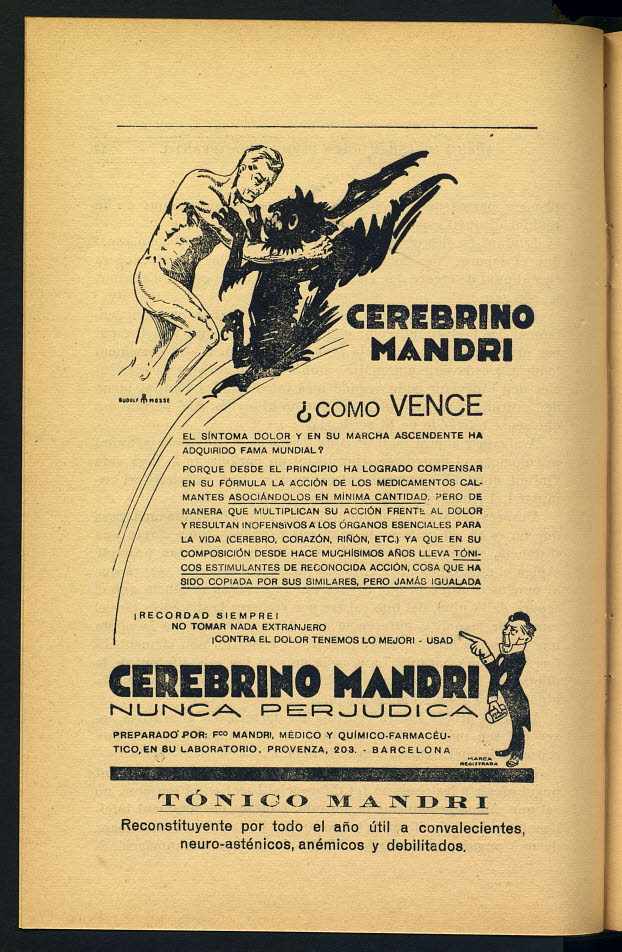 CEREBRINO
MANDRI
RUDOLF MOSSE
¿COMO VENCE
EL SÍNTOMA DOLOR Y EN SU MARCHA ASCENDENTE HA
ADQUIRIDO FAMA MUNDIAL?
PORQUE DESDE EL PRINCIPIO HA LOGRADO COMPENSAR
EN SU FÓRMULA LA ACCIÓN DE LOS MEDICAMENTOS CAL-
MANTES ASOCIÁNDOLOS EN MÍNIMA CANTIDAD, PERO DE
MANERA QUE MULTIPLICAN SU ACCIÓN FRENTE AL DOLOR
Y RESULTAN INOFENSIVOS A LOS ÓRGANOS ESENCIALES PARA
LA VIDA (CEREBRO, CORAZÓN, RIÑÓN, ETC.) YA QUE EN SU
COMPOSICIÓN DESDE HACE MUCHÍSIMOS AÑOS LLEVA TÓNI-
COS ESTIMULANTES DE RECONOCIDA ACCIÓN, COSA QUE HA
SIDO COPIADA POR SUS SIMILARES, PERO JAMÁS IGUALADA
¡RECORDAD SIEMPRE!
NO TOMAR NADA EXTRANJERO
¡CONTRA EL DOLOR TENEMOS LO MEJOR! - USAD
CEREBRINO MANDRI
NUNCA PERJUDICA
PREPARADO POR: Fco MANDRI, MÉDICO Y QUÍMICO-FARMACÉU-
TICO, EN SU LABORATORIO, PROVENZA, 203. - BARCELONA
MARCA
REGISTRADA
TÓNICO MANDRI
Reconstituyente por todo el año útil a convalecientes,
neuro-asténicos, anémicos y debilitados.